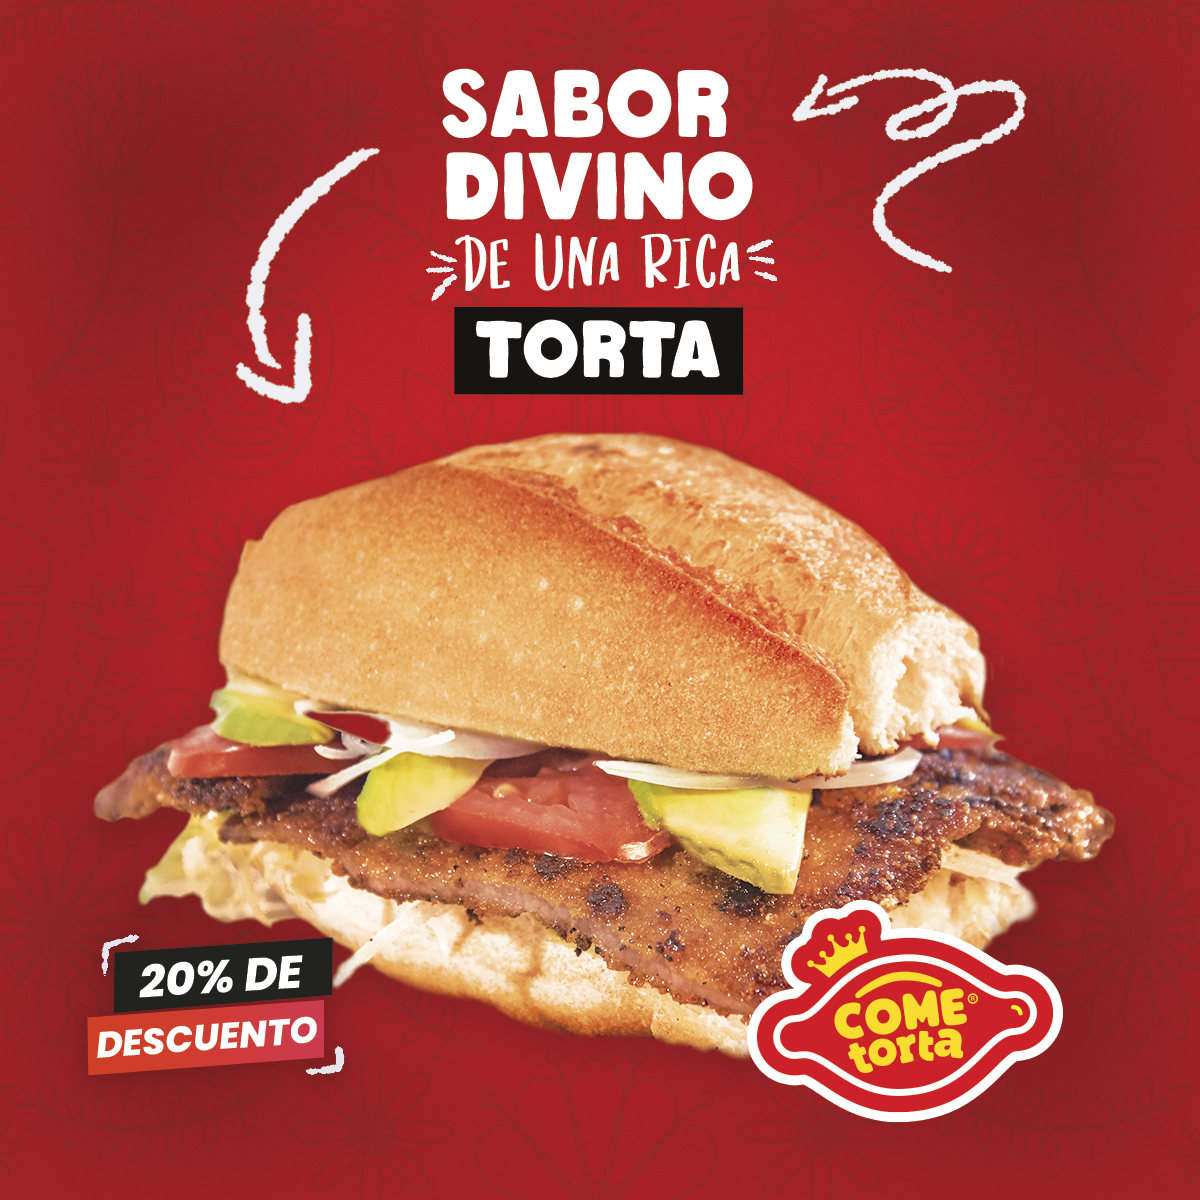 SABOR
DIVINO
DE UNA RICA
TORTA
20% DE
DESCUENTO
COME®
torta